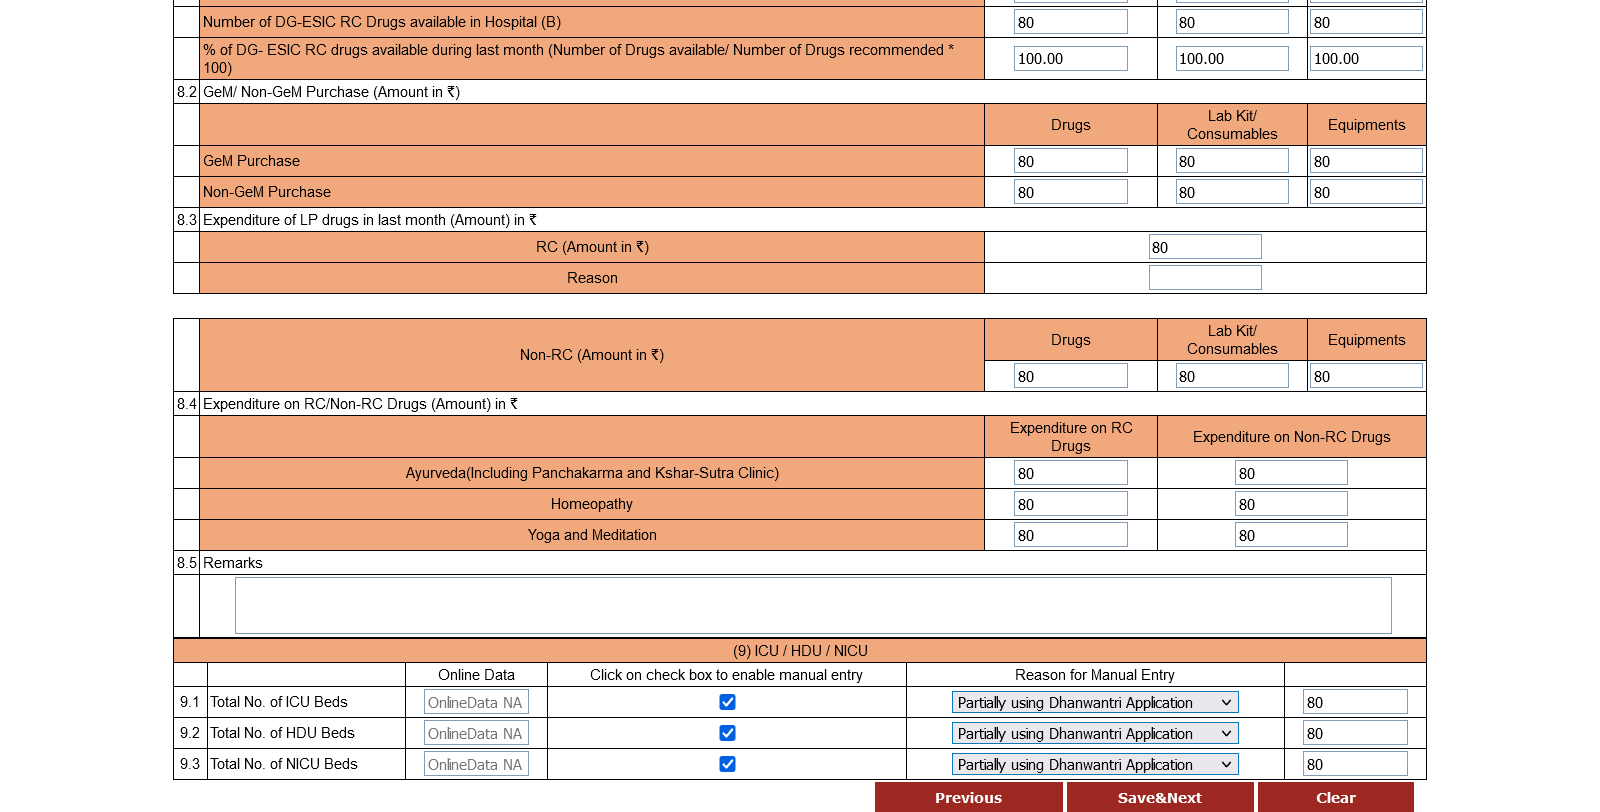 Number of DG-ESIC RC Drugs available in Hospital (B) 80 80 80
% of DG- ESIC RC drugs available during last month (Number of Drugs available/ Number of Drugs recommended *
100) 100.00 100.00 100.00
8.2 GeM/ Non-GeM Purchase (Amount in ₹)
Drugs Lab Kit/ Equipments
Consumables
GeM Purchase 80 80 80
Non-GeM Purchase 80 80 80
8.3 Expenditure of LP drugs in last month (Amount) in ₹
RC (Amount in ₹) 80
Reason
Non-RC (Amount in ₹) Drugs Lab Kit/ Equipments
Consumables
80 80 80
8.4 Expenditure on RC/Non-RC Drugs (Amount) in ₹
Expenditure on RC Expenditure on Non-RC Drugs
Drugs
Ayurveda(Including Panchakarma and Kshar-Sutra Clinic) 80 80
Homeopathy 80 80
Yoga and Meditation 80 80
8.5 Remarks
(9) ICU / HDU / NICU
Online Data Click on check box to enable manual entry Reason for Manual Entry
9.1 Total No. of ICU Beds OnlineData NA Partially using Dhanwantri Application 80
9.2 Total No. of HDU Beds OnlineData NA Partially using Dhanwantri Application 80
9.3 Total No. of NICU Beds OnlineData NA Partially using Dhanwantri Application 80
Previous Save&Next Clear